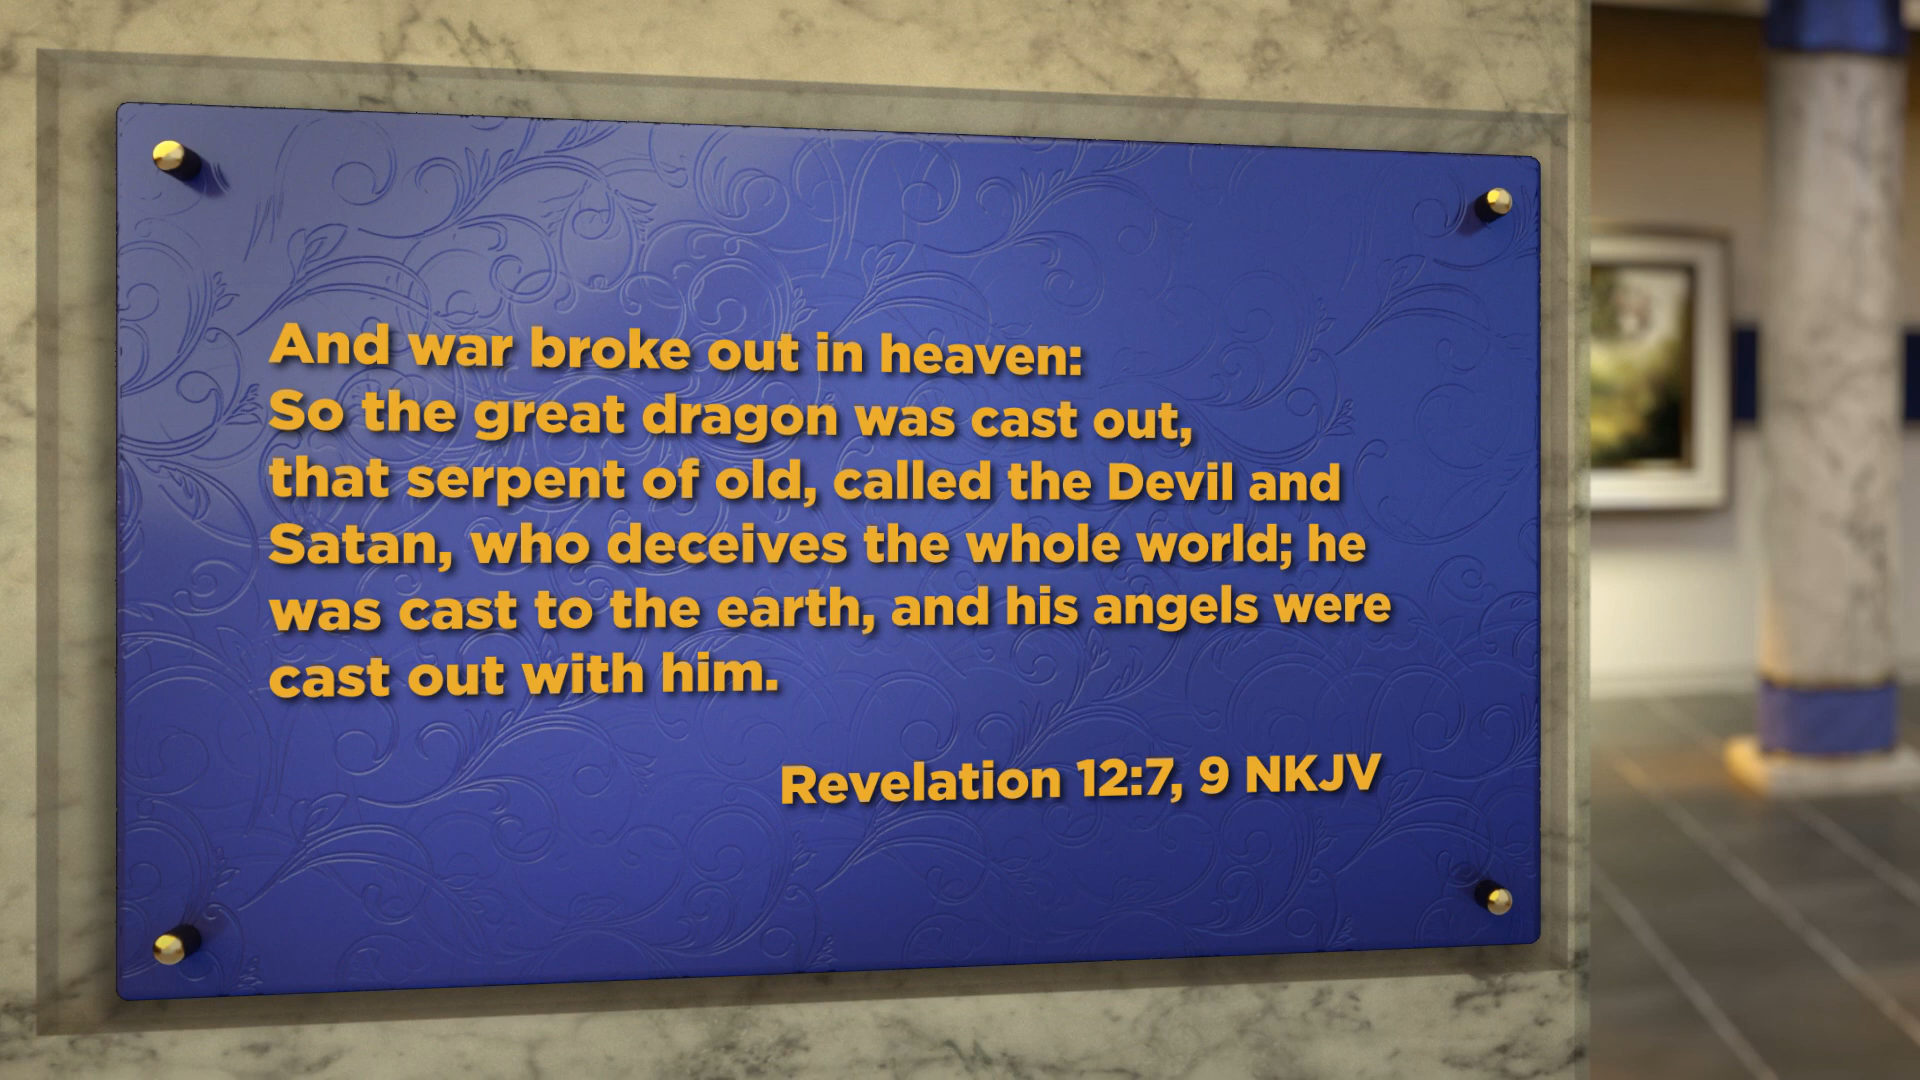 And war broke out in heaven:
So the great dragon was cast out,
that serpent of old, called the Devil and
Satan, who deceives the whole world; he
was cast to the earth, and his angels were
cast out with him.
Revelation 12:7, 9 NKJV